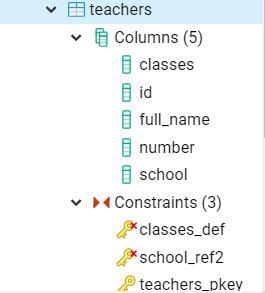 teachers
Columns (5)
classes
id
full_name
number
school
Constraints (3)
classes_def
school_ref2
teachers_pkey